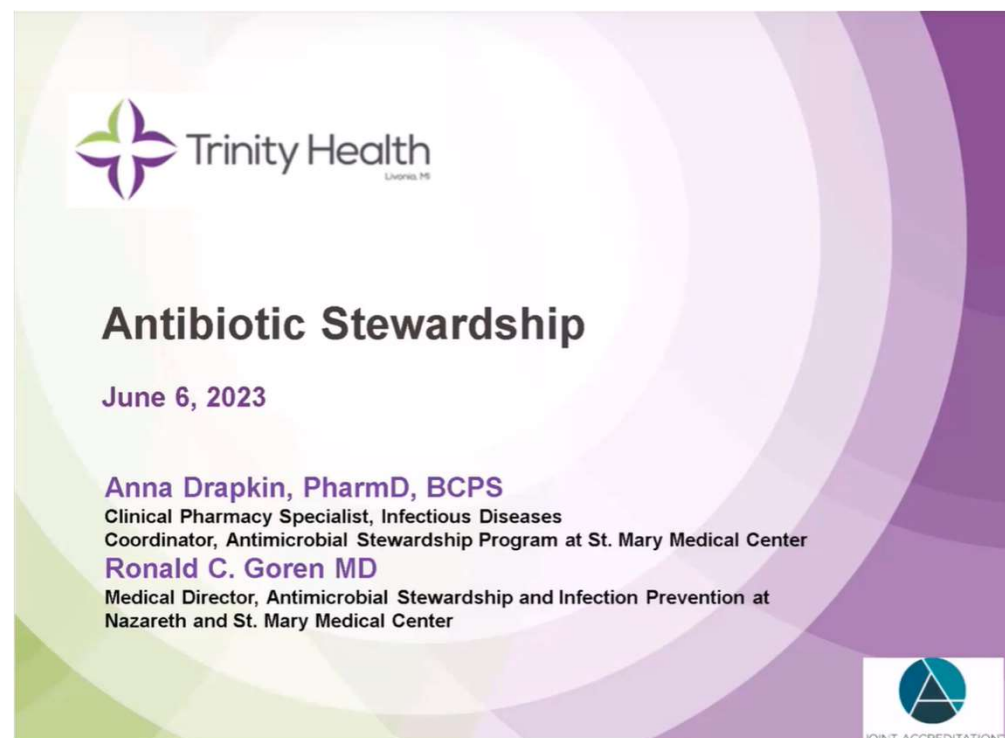 Trinity Health
Livonia, MI
Antibiotic Stewardship
June 6, 2023
Anna Drapkin, PharmD, BCPS
Clinical Pharmacy Specialist, Infectious Diseases
Coordinator, Antimicrobial Stewardship Program at St. Mary Medical Center
Ronald C. Goren MD
Medical Director, Antimicrobial Stewardship and Infection Prevention at
Nazareth and St. Mary Medical Center
JOINT ACCREDITATION